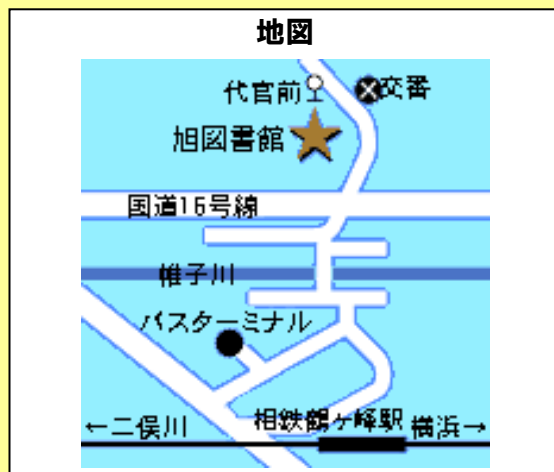 地図
代官前
交番
旭図書館
国道16号線
帷子川
バスターミナル
相鉄鶴ヶ峰駅
←二俣川
横浜→